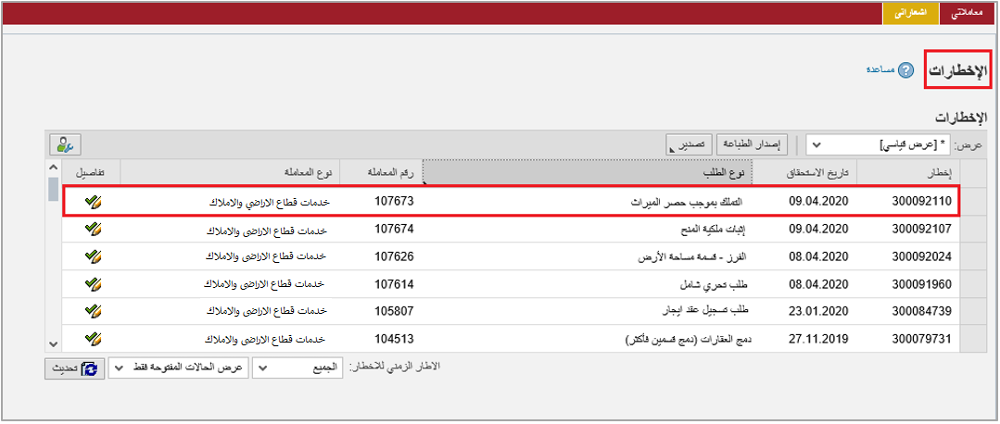 معاملاتي اشعاراتي
الإخطارات مساعدة
الإخطارات
عرض: * [عرض قياسي] إصدار الطباعة تصدير
إخطار تاريخ الاستحقاق نوع الطلب رقم المعاملة نوع المعاملة تفاصيل
300092110 09.04.2020 التملك بموجب حصر الميراث 107673 خدمات قطاع الاراضي والاملاك
300092107 09.04.2020 إثبات ملكية المنح 107674 خدمات قطاع الاراضي والاملاك
300092024 08.04.2020 الفرز - قسمة مساحة الأرض 107626 خدمات قطاع الاراضي والاملاك
300091960 08.04.2020 طلب تحري شامل 107614 خدمات قطاع الاراضي والاملاك
300084739 23.01.2020 طلب تسجيل عقد ايجار 105807 خدمات قطاع الاراضي والاملاك
300079731 27.11.2019 دمج العقارات (دمج قسمين فأكثر) 104513 خدمات قطاع الاراضي والاملاك
الاطار الزمني للاخطار: الجميع عرض الحالات المفتوحة فقط تحديث